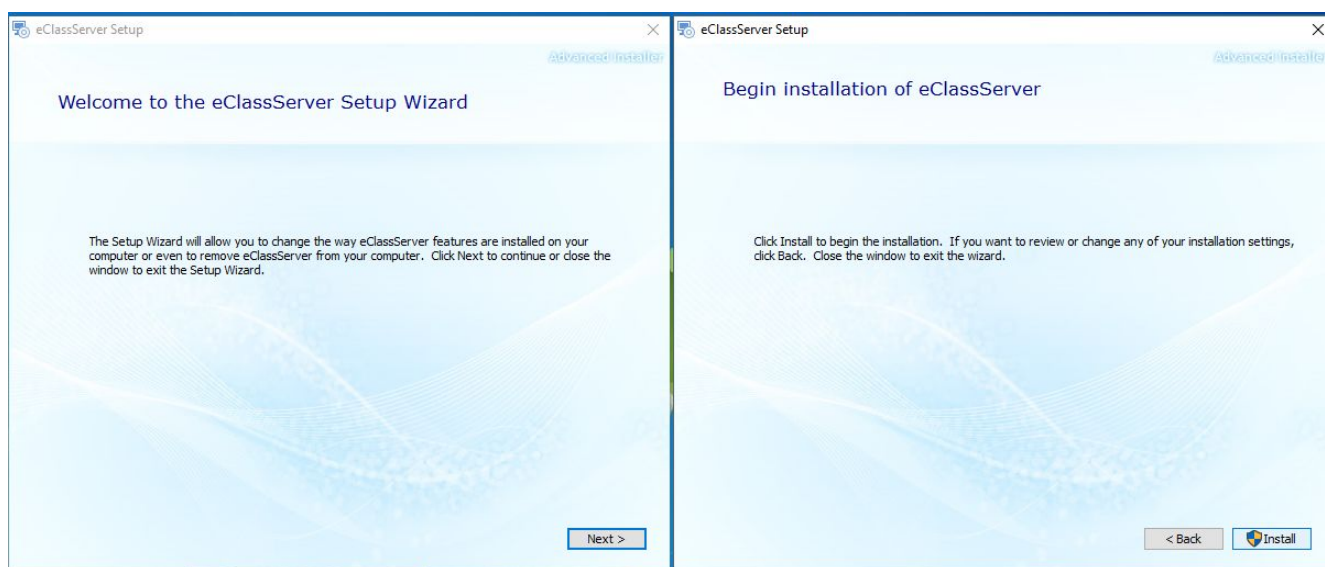 eClassServer Setup
Advanced Installer
Welcome to the eClassServer Setup Wizard
The Setup Wizard will allow you to change the way eClassServer features are installed on your
computer or even to remove eClassServer from your computer. Click Next to continue or close the
window to exit the Setup Wizard.
Next >
eClassServer Setup
Advanced Installer
Begin installation of eClassServer
Click Install to begin the installation. If you want to review or change any of your installation settings,
click Back. Close the window to exit the wizard.
< Back
Install